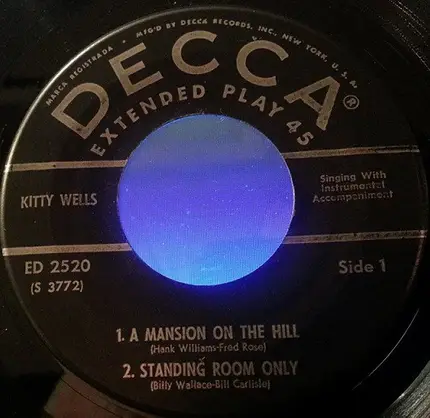 MARCA REGISTRADA • MF'D BY DECCA RECORDS, INC., NEW YORK, U.S.A.
DECCA®
EXTENDED PLAY 45
KITTY WELLS
Singing With
Instrumental
Accompaniment
ED 2520
(S 3772)
Side 1
1. A MANSION ON THE HILL
(Hank Williams-Fred Rose)
2. STANDING ROOM ONLY
(Billy Wallace-Bill Carlisle)